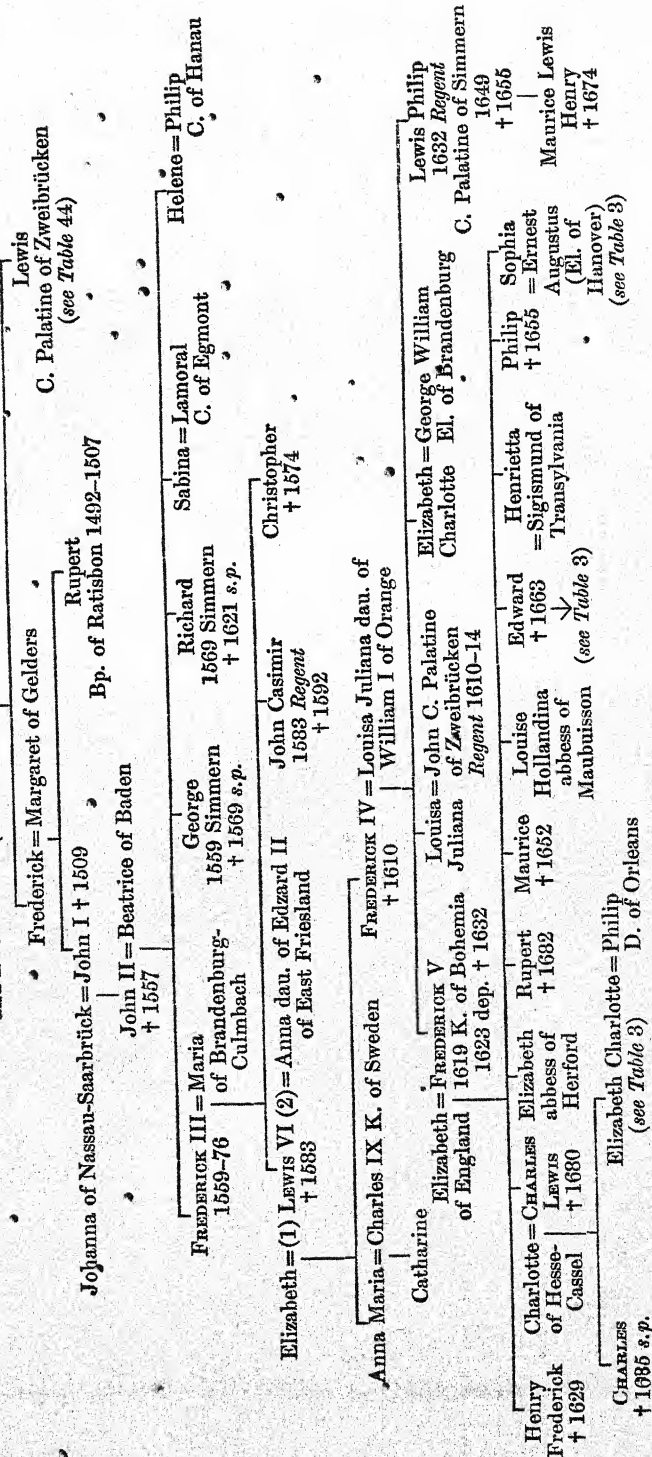 Lewis
C. Palatine of Zweibrücken
(see Table 44)
Frederick = Margaret of Gelders
Rupert
Bp. of Ratisbon 1492–1507
Johanna of Nassau-Saarbrück = John I † 1509
John II = Beatrice of Baden
† 1557
FREDERICK III = Maria
1559–76 of Brandenburg-
Culmbach
George
1559 Simmern
† 1569 s.p.
Richard
1569 Simmern
† 1621 s.p.
Sabina = Lamoral
C. of Egmont
Helene = Philip
C. of Hanau
Elizabeth = (1) LEWIS VI (2) = Anna dau. of Edzard II
† 1583 of East Friesland
John Casimir
1583 Regent
† 1592
Christopher
† 1574
Anna Maria = Charles IX K. of Sweden
FREDERICK IV = Louisa Juliana dau. of
† 1610 William I of Orange
Catharine
Elizabeth = FREDERICK V
of England 1619 K. of Bohemia
1623 dep. † 1632
Louisa = John C. Palatine
Juliana of Zweibrücken
Regent 1610–14
Elizabeth = George William
Charlotte El. of Brandenburg
Lewis Philip
1632 Regent
C. Palatine of Simmern
1649
† 1655
Maurice Lewis
Henry
† 1674
Henry
Frederick
† 1629
Charlotte = CHARLES
of Hesse- LEWIS
Cassel † 1680
Elizabeth
abbess of
Herford
Rupert
† 1682
Maurice
† 1652
Louise
Hollandina
abbess of
Maubuisson
Edward
† 1663
(see Table 3)
Henrietta
= Sigismund of
Transylvania
Philip
† 1655
Sophia
= Ernest
Augustus
(El. of
Hanover)
(see Table 3)
CHARLES
† 1685 s.p.
Elizabeth Charlotte = Philip
(see Table 3) D. of Orleans